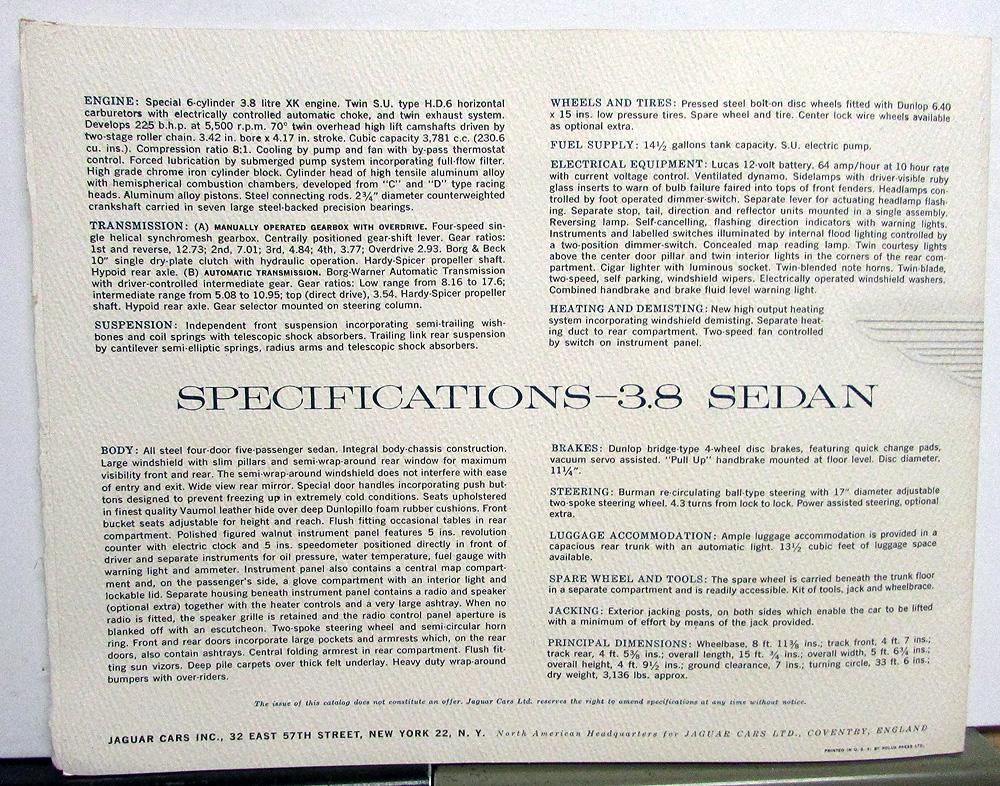 ENGINE: Special 6-cylinder 3.8 litre XK engine. Twin S.U. type H.D.6 horizontal
carburetors with electrically controlled automatic choke, and twin exhaust system.
Develops 225 b.h.p. at 5,500 r.p.m. 70° twin overhead high lift camshafts driven by
two-stage roller chain. 3.42 in. bore x 4.17 in. stroke. Cubic capacity 3,781 c.c. (230.6
cu. ins.). Compression ratio 8:1. Cooling by pump and fan with by-pass thermostat
control. Forced lubrication by submerged pump system incorporating full-flow filter.
High grade chrome iron cylinder block. Cylinder head of high tensile aluminum alloy
with hemispherical combustion chambers, developed from "C" and "D" type racing
heads. Aluminum alloy pistons. Steel connecting rods. 2¾" diameter counterweighted
crankshaft carried in seven large steel-backed precision bearings.
TRANSMISSION: (A) MANUALLY OPERATED GEARBOX WITH OVERDRIVE. Four-speed sin-
gle helical synchromesh gearbox. Centrally positioned gear-shift lever. Gear ratios:
1st and reverse, 12.73; 2nd, 7.01; 3rd, 4.84; 4th, 3.77; Overdrive 2.93. Borg & Beck
10" single dry-plate clutch with hydraulic operation. Hardy-Spicer propeller shaft.
Hypoid rear axle. (B) AUTOMATIC TRANSMISSION. Borg-Warner Automatic Transmission
with driver-controlled intermediate gear. Gear ratios: Low range from 8.16 to 17.6;
intermediate range from 5.08 to 10.95; top (direct drive), 3.54. Hardy-Spicer propeller
shaft. Hypoid rear axle. Gear selector mounted on steering column.
SUSPENSION: Independent front suspension incorporating semi-trailing wish-
bones and coil springs with telescopic shock absorbers. Trailing link rear suspension
by cantilever semi-elliptic springs, radius arms and telescopic shock absorbers.
WHEELS AND TIRES: Pressed steel bolt-on disc wheels fitted with Dunlop 6.40
x 15 ins. low pressure tires. Spare wheel and tire. Center lock wire wheels available
as optional extra.
FUEL SUPPLY: 14½ gallons tank capacity. S.U. electric pump.
ELECTRICAL EQUIPMENT: Lucas 12-volt battery. 64 amp/hour at 10 hour rate
with current voltage control. Ventilated dynamo. Sidelamps with driver-visible ruby
glass inserts to warn of bulb failure faired into tops of front fenders. Headlamps con-
trolled by foot operated dimmer-switch. Separate lever for actuating headlamp flash-
ing. Separate stop, tail, direction and reflector units mounted in a single assembly.
Reversing lamp. Self-cancelling, flashing direction indicators with warning lights.
Instruments and labelled switches illuminated by internal flood lighting controlled by
a two-position dimmer-switch. Concealed map reading lamp. Twin courtesy lights
above the center door pillar and twin interior lights in the corners of the rear com-
partment. Cigar lighter with luminous socket. Twin-blended note horns. Twin-blade,
two-speed, self parking, windshield wipers. Electrically operated windshield washers.
Combined handbrake and brake fluid level warning light.
HEATING AND DEMISTING: New high output heating
system incorporating windshield demisting. Separate heat-
ing duct to rear compartment. Two-speed fan controlled
by switch on instrument panel.
SPECIFICATIONS—3.8 SEDAN
BODY: All steel four-door five-passenger sedan. Integral body-chassis construction.
Large windshield with slim pillars and semi-wrap-around rear window for maximum
visibility front and rear. The semi-wrap-around windshield does not interfere with ease
of entry and exit. Wide view rear mirror. Special door handles incorporating push but-
tons designed to prevent freezing up in extremely cold conditions. Seats upholstered
in finest quality Vaumol leather hide over deep Dunlopillo foam rubber cushions. Front
bucket seats adjustable for height and reach. Flush fitting occasional tables in rear
compartment. Polished figured walnut instrument panel features 5 ins. revolution
counter with electric clock and 5 ins. speedometer positioned directly in front of
driver and separate instruments for oil pressure, water temperature, fuel gauge with
warning light and ammeter. Instrument panel also contains a central map compart-
ment and, on the passenger's side, a glove compartment with an interior light and
lockable lid. Separate housing beneath instrument panel contains a radio and speaker
(optional extra) together with the heater controls and a very large ashtray. When no
radio is fitted, the speaker grille is retained and the radio control panel aperture is
blanked off with an escutcheon. Two-spoke steering wheel and semi-circular horn
ring. Front and rear doors incorporate large pockets and armrests which, on the rear
doors, also contain ashtrays. Central folding armrest in rear compartment. Flush fit-
ting sun vizors. Deep pile carpets over thick felt underlay. Heavy duty wrap-around
bumpers with over-riders.
BRAKES: Dunlop bridge-type 4-wheel disc brakes, featuring quick change pads,
vacuum servo assisted. "Pull Up" handbrake mounted at floor level. Disc diameter,
11¼".
STEERING: Burman re-circulating ball-type steering with 17" diameter adjustable
two-spoke steering wheel. 4.3 turns from lock to lock. Power assisted steering, optional
extra.
LUGGAGE ACCOMMODATION: Ample luggage accommodation is provided in a
capacious rear trunk with an automatic light. 13½ cubic feet of luggage space
available.
SPARE WHEEL AND TOOLS: The spare wheel is carried beneath the trunk floor
in a separate compartment and is readily accessible. Kit of tools, jack and wheelbrace.
JACKING: Exterior jacking posts, on both sides which enable the car to be lifted
with a minimum of effort by means of the jack provided.
PRINCIPAL DIMENSIONS: Wheelbase, 8 ft. 11⅜ ins.; track front, 4 ft. 7 ins.;
track rear, 4 ft. 5⅜ ins.; overall length, 15 ft. ¾ ins.; overall width, 5 ft. 6¾ ins.;
overall height, 4 ft. 9½ ins.; ground clearance, 7 ins.; turning circle, 33 ft. 6 ins.;
dry weight, 3,136 lbs. approx.
The issue of this catalog does not constitute an offer. Jaguar Cars Ltd. reserves the right to amend specifications at any time without notice.
JAGUAR CARS INC., 32 EAST 57TH STREET, NEW YORK 22, N. Y. North American Headquarters for JAGUAR CARS LTD., COVENTRY, ENGLAND
PRINTED IN U. S. A. BY POLUX PRESS LTD.